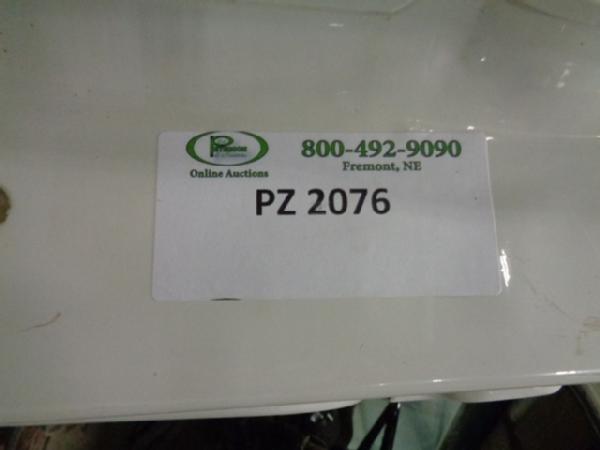 800-492-9090
Fremont, NE
Online Auctions
PZ 2076